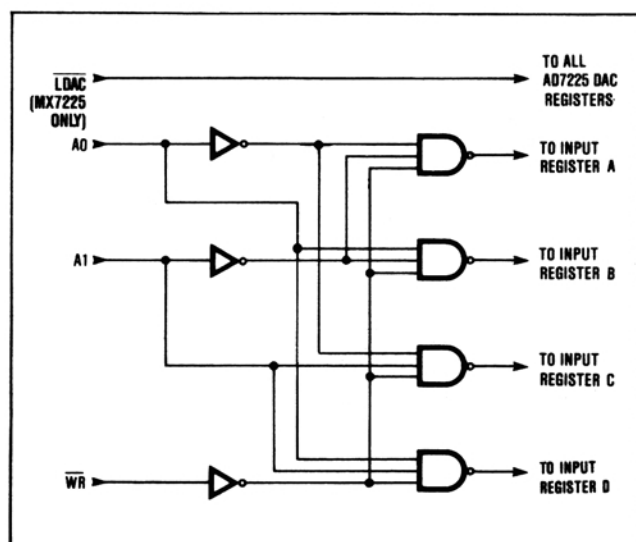 LDAC
(MX7225
ONLY)
TO ALL
AD7225 DAC
REGISTERS
A0
TO INPUT
REGISTER A
A1
TO INPUT
REGISTER B
TO INPUT
REGISTER C
WR
TO INPUT
REGISTER D